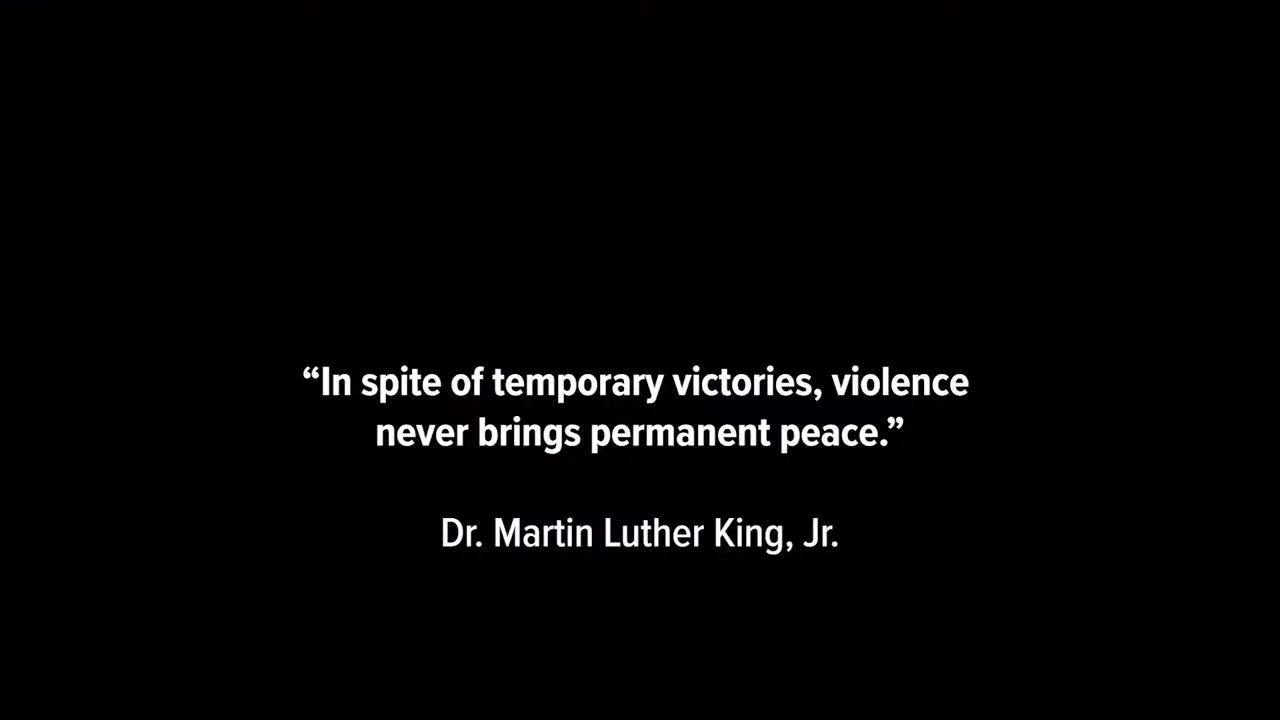 “In spite of temporary victories, violence
never brings permanent peace.”
Dr. Martin Luther King, Jr.